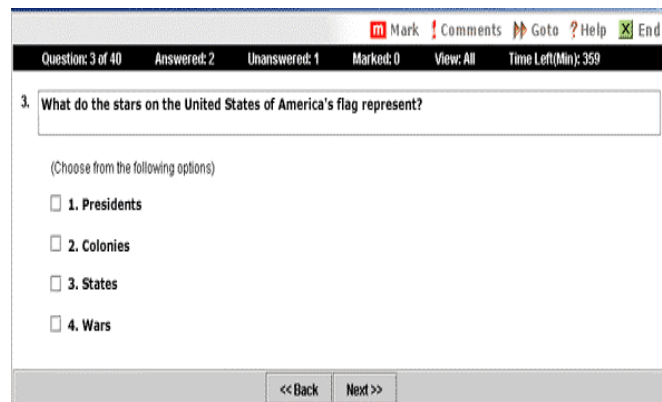 m Mark ! Comments Goto ? Help X End
Question: 3 of 40 Answered: 2 Unanswered: 1 Marked: 0 View: All Time Left(Min): 359
3. What do the stars on the United States of America's flag represent?
(Choose from the following options)
1. Presidents
2. Colonies
3. States
4. Wars
<< Back Next >>